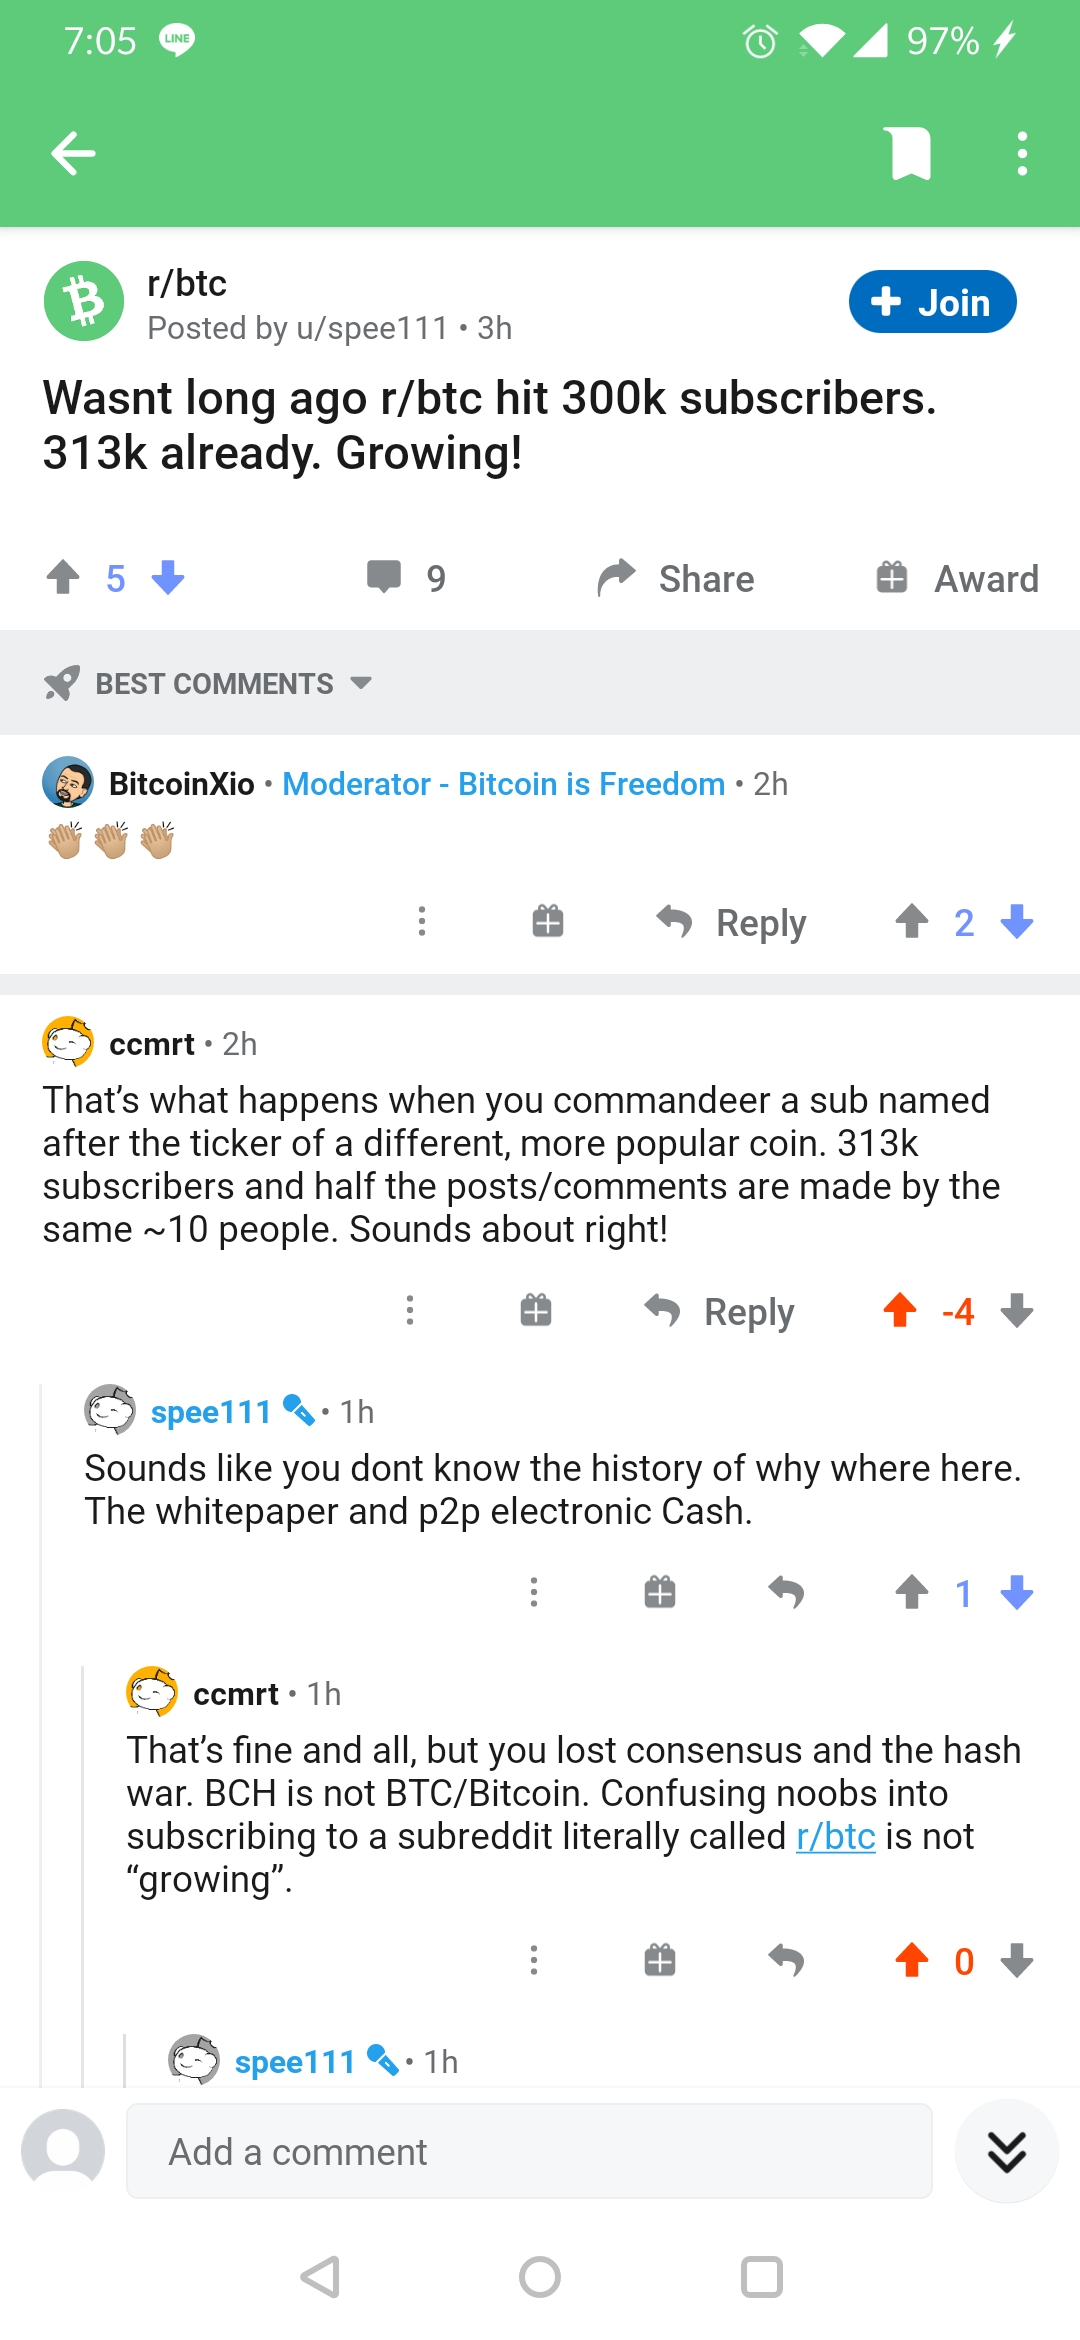 7:05 LINE 97%
r/btc
Posted by u/spee111 • 3h
+ Join
Wasnt long ago r/btc hit 300k subscribers.
313k already. Growing!
5 9 Share Award
BEST COMMENTS
BitcoinXio • Moderator - Bitcoin is Freedom • 2h
👏🏼👏🏼👏🏼
Reply 2
ccmrt • 2h
That’s what happens when you commandeer a sub named
after the ticker of a different, more popular coin. 313k
subscribers and half the posts/comments are made by the
same ~10 people. Sounds about right!
Reply -4
spee111 • 1h
Sounds like you dont know the history of why where here.
The whitepaper and p2p electronic Cash.
1
ccmrt • 1h
That’s fine and all, but you lost consensus and the hash
war. BCH is not BTC/Bitcoin. Confusing noobs into
subscribing to a subreddit literally called r/btc is not
“growing”.
0
spee111 • 1h
Add a comment